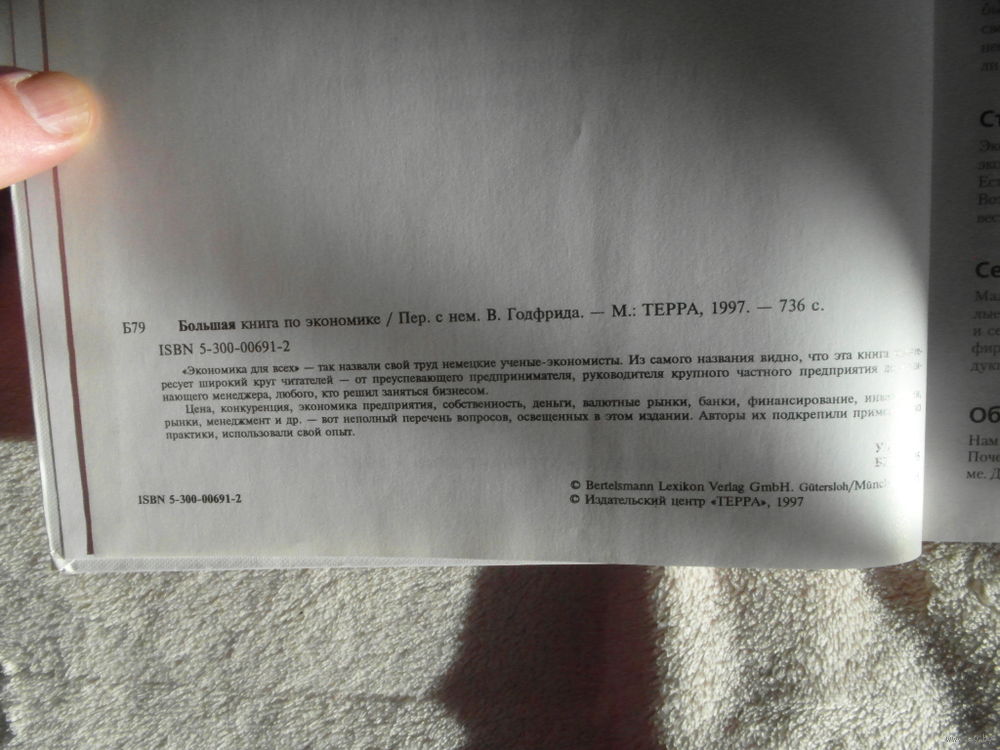 Б79 Большая книга по экономике / Пер. с нем. В. Годфрида. — М.: ТЕРРА, 1997. — 736 с.
ISBN 5-300-00691-2
«Экономика для всех» — так назвали свой труд немецкие ученые-экономисты. Из самого названия видно, что эта книга
ресует широкий круг читателей — от преуспевающего предпринимателя, руководителя крупного частного предприятия
нающего менеджера, любого, кто решил заняться бизнесом.
Цена, конкуренция, экономика предприятия, собственность, деньги, валютные рынки, банки, финансирование,
рынки, менеджмент и др. — вот неполный перечень вопросов, освещенных в этом издании. Авторы их подкрепили
практики, использовали свой опыт.
ISBN 5-300-00691-2
© Bertelsmann Lexikon Verlag GmbH. Gütersloh/
© Издательский центр «ТЕРРА», 1997
Об
Нам
Поче
ме. Д